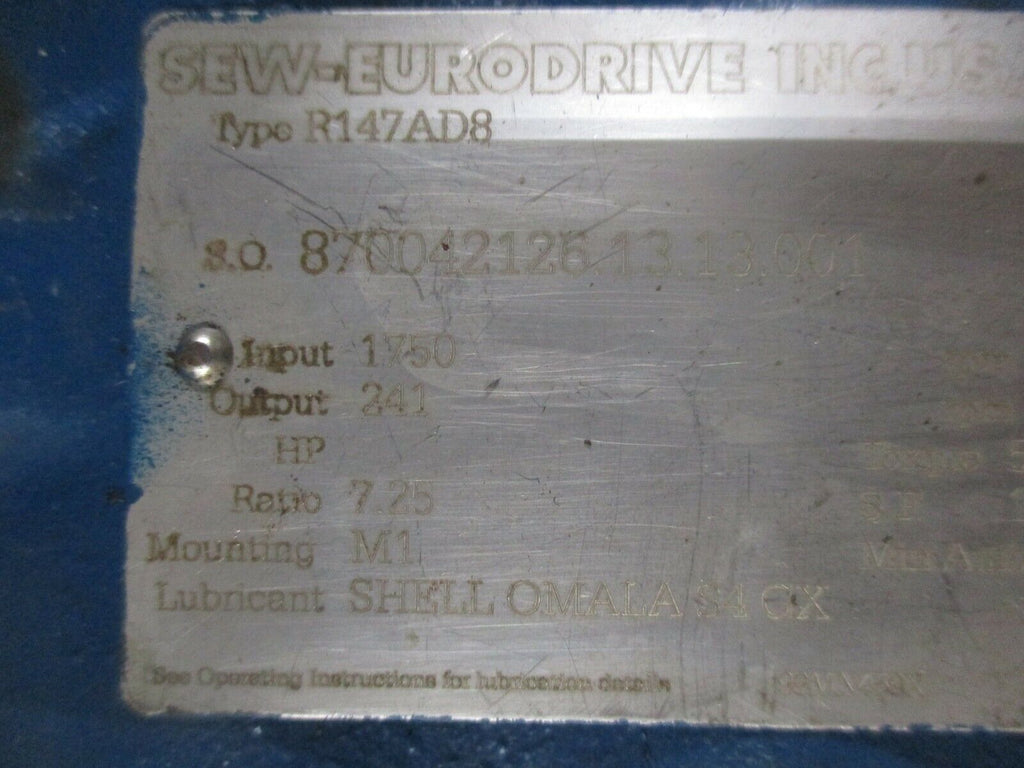 SEW-EURODRIVE INC. U.S.
Type R147AD8
S.O. 870042126.13.13.001
Input 1750
Output 241
HP Torque
Ratio 7.25 S.F.
Mounting M1
Lubricant SHELL OMALA S4 GX
See Operating Instructions for lubrication details